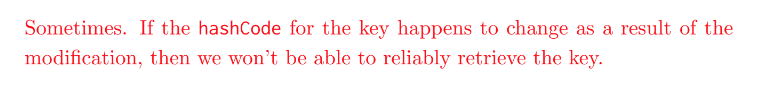 Sometimes. If the hashCode for the key happens to change as a result of the
modification, then we won't be able to reliably retrieve the key.